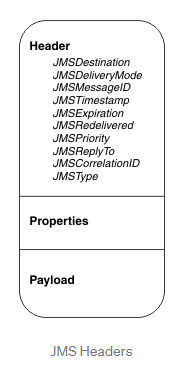 Header
JMSDestination
JMSDeliveryMode
JMSMessageID
JMSTimestamp
JMSExpiration
JMSRedelivered
JMSPriority
JMSReplyTo
JMSCorrelationID
JMSType
Properties
Payload
JMS Headers